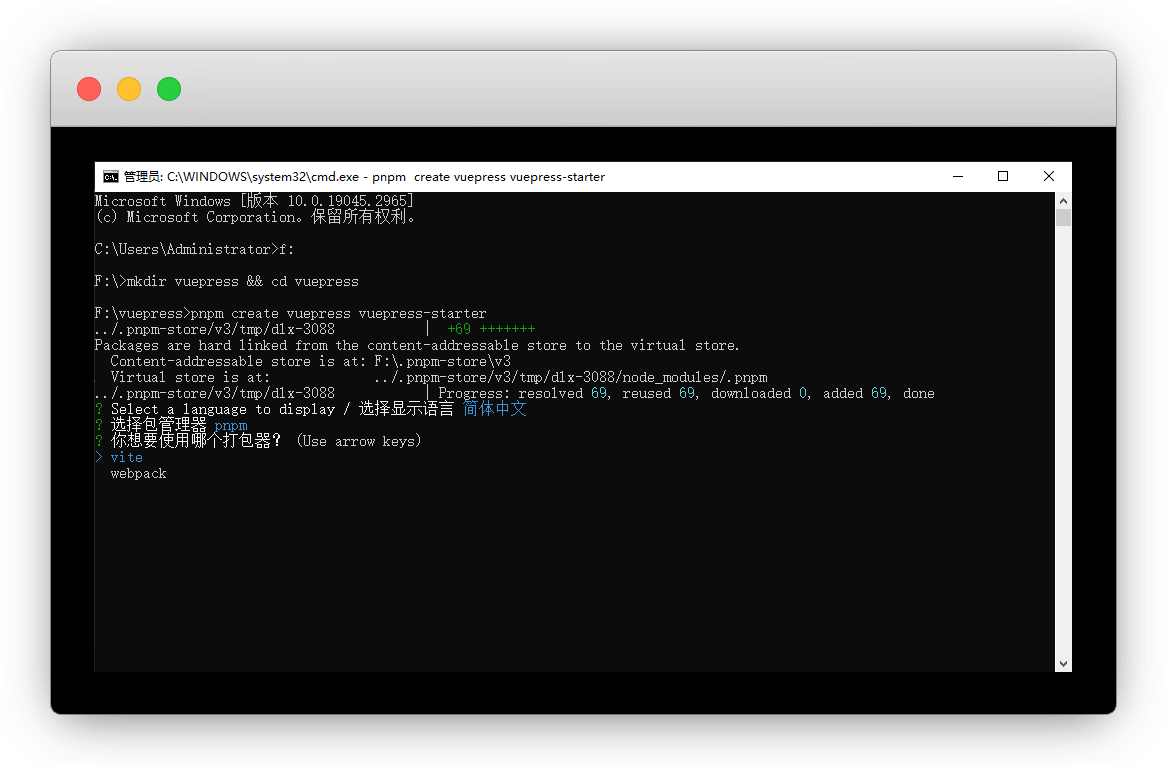 管理员: C:\WINDOWS\system32\cmd.exe - pnpm  create vuepress vuepress-starter
Microsoft Windows [版本 10.0.19045.2965]
(c) Microsoft Corporation。保留所有权利。
C:\Users\Administrator>f:
F:\>mkdir vuepress && cd vuepress
F:\vuepress>pnpm create vuepress vuepress-starter
../.pnpm-store/v3/tmp/dlx-3088           |  +69 +++++++
Packages are hard linked from the content-addressable store to the virtual store.
  Content-addressable store is at: F:\.pnpm-store\v3
  Virtual store is at:             ../.pnpm-store/v3/tmp/dlx-3088/node_modules/.pnpm
../.pnpm-store/v3/tmp/dlx-3088           | Progress: resolved 69, reused 69, downloaded 0, added 69, done
? Select a language to display / 选择显示语言 简体中文
? 选择包管理器 pnpm
? 你想要使用哪个打包器? (Use arrow keys)
> vite
  webpack